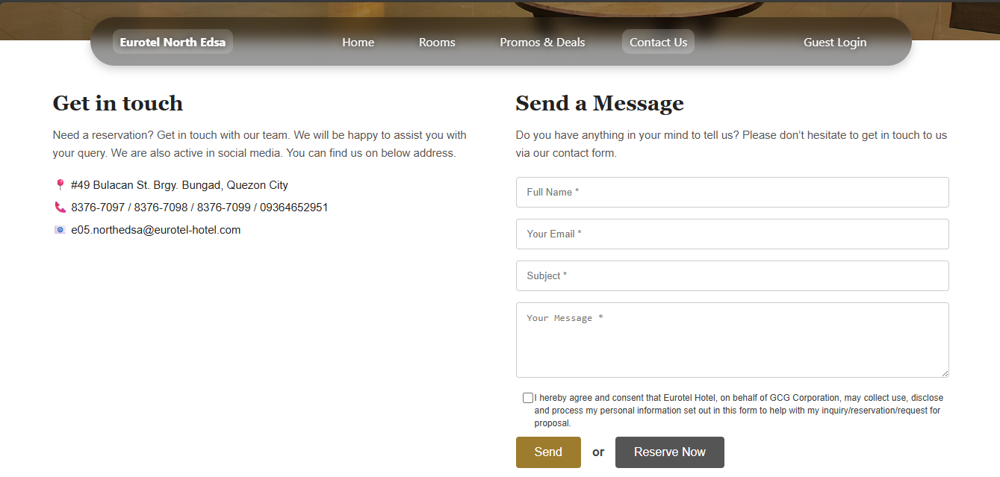 Eurotel North Edsa Home Rooms Promos & Deals Contact Us Guest Login
Get in touch
Need a reservation? Get in touch with our team. We will be happy to assist you with
your query. We are also active in social media. You can find us on below address.
#49 Bulacan St. Brgy. Bungad, Quezon City
8376-7097 / 8376-7098 / 8376-7099 / 09364652951
e05.northedsa@eurotel-hotel.com
Send a Message
Do you have anything in your mind to tell us? Please don’t hesitate to get in touch to us
via our contact form.
Full Name *
Your Email *
Subject *
Your Message *
I hereby agree and consent that Eurotel Hotel, on behalf of GCG Corporation, may collect use, disclose
and process my personal information set out in this form to help with my inquiry/reservation/request for
proposal.
Send or Reserve Now